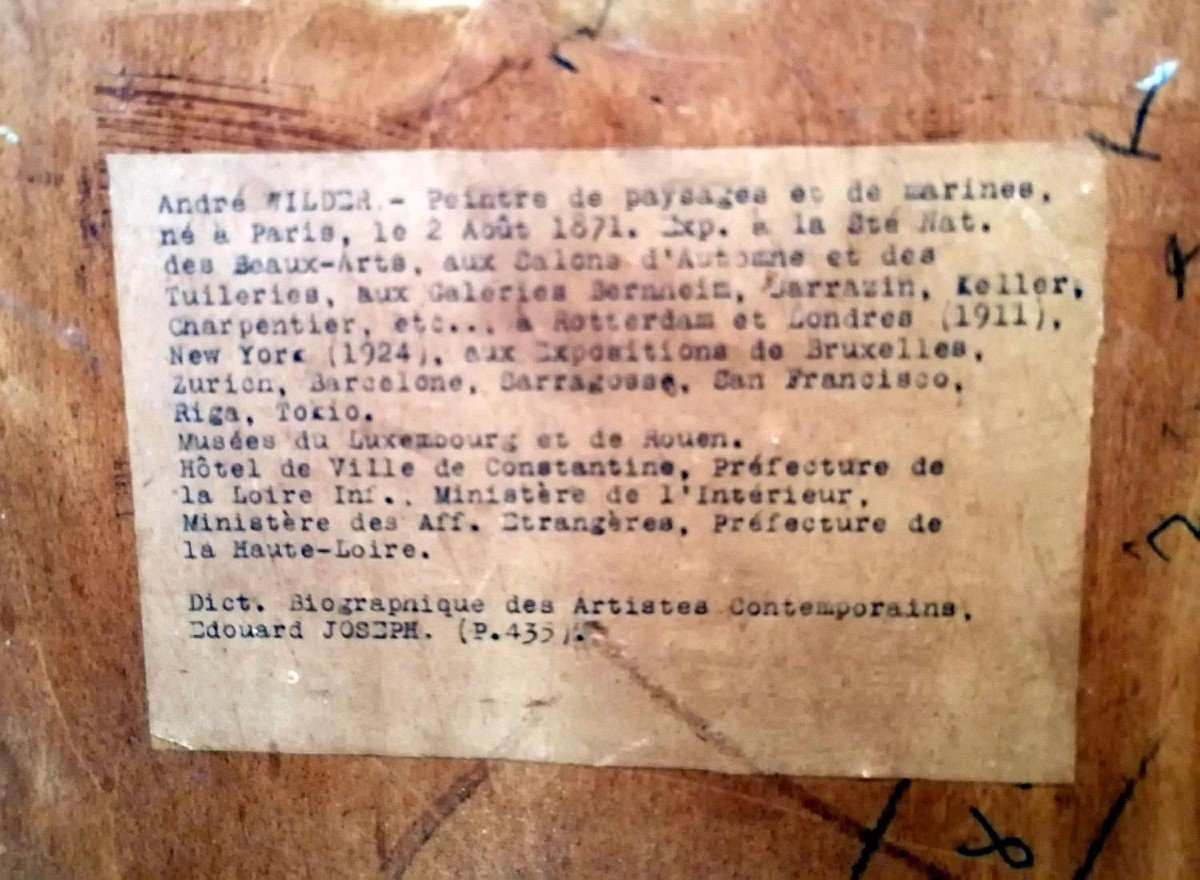 André WILDER.- Peintre de paysages et de marines,
né à Paris, le 2 Août 1871. Exp. à la Sté Nat.
des Beaux-Arts, aux Salons d'Automne et des
Tuileries, aux Galeries Bernheim, Barrazin, Keller,
Charpentier, etc... à Rotterdam et Londres (1911),
New York (1924), aux Expositions de Bruxelles,
Zurich, Barcelone, Sarragosse, San Francisco,
Riga, Tokio.
Musées du Luxembourg et de Rouen.
Hôtel de Ville de Constantine, Préfecture de
la Loire Inf., Ministère de l'Intérieur,
Ministère des Aff. Etrangères, Préfecture de
la Haute-Loire.
Dict. Biographique des Artistes Contemporains,
Edouard JOSEPH. (P.435).